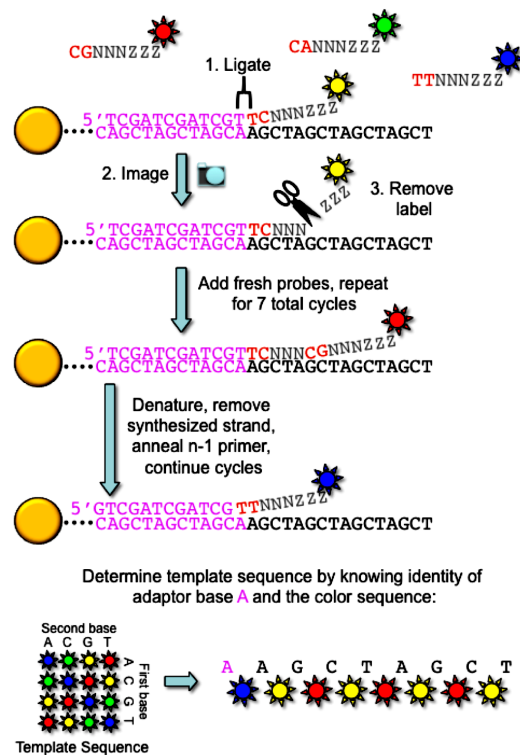 CGNNNZZZ
CANNNZZZ
TTNNNZZZ
1. Ligate
5'TCGATCGATCGTTCNNNZZZ
CAGCTAGCTAGCAAGCTAGCTAGCTAGCT
2. Image
ZZZ
3. Remove
label
5'TCGATCGATCGTTCNNN
CAGCTAGCTAGCAAGCTAGCTAGCTAGCT
Add fresh probes, repeat
for 7 total cycles
5'TCGATCGATCGTTCNNNCGNNNZZZ
CAGCTAGCTAGCAAGCTAGCTAGCTAGCT
Denature, remove
synthesized strand,
anneal n-1 primer,
continue cycles
5'GTCGATCGATCGTTNNNZZZ
CAGCTAGCTAGCAAGCTAGCTAGCTAGCT
Determine template sequence by knowing identity of
adaptor base A and the color sequence:
Second base
A C G T
A
C
G
T
First base
Template Sequence
A A G C T A G C T